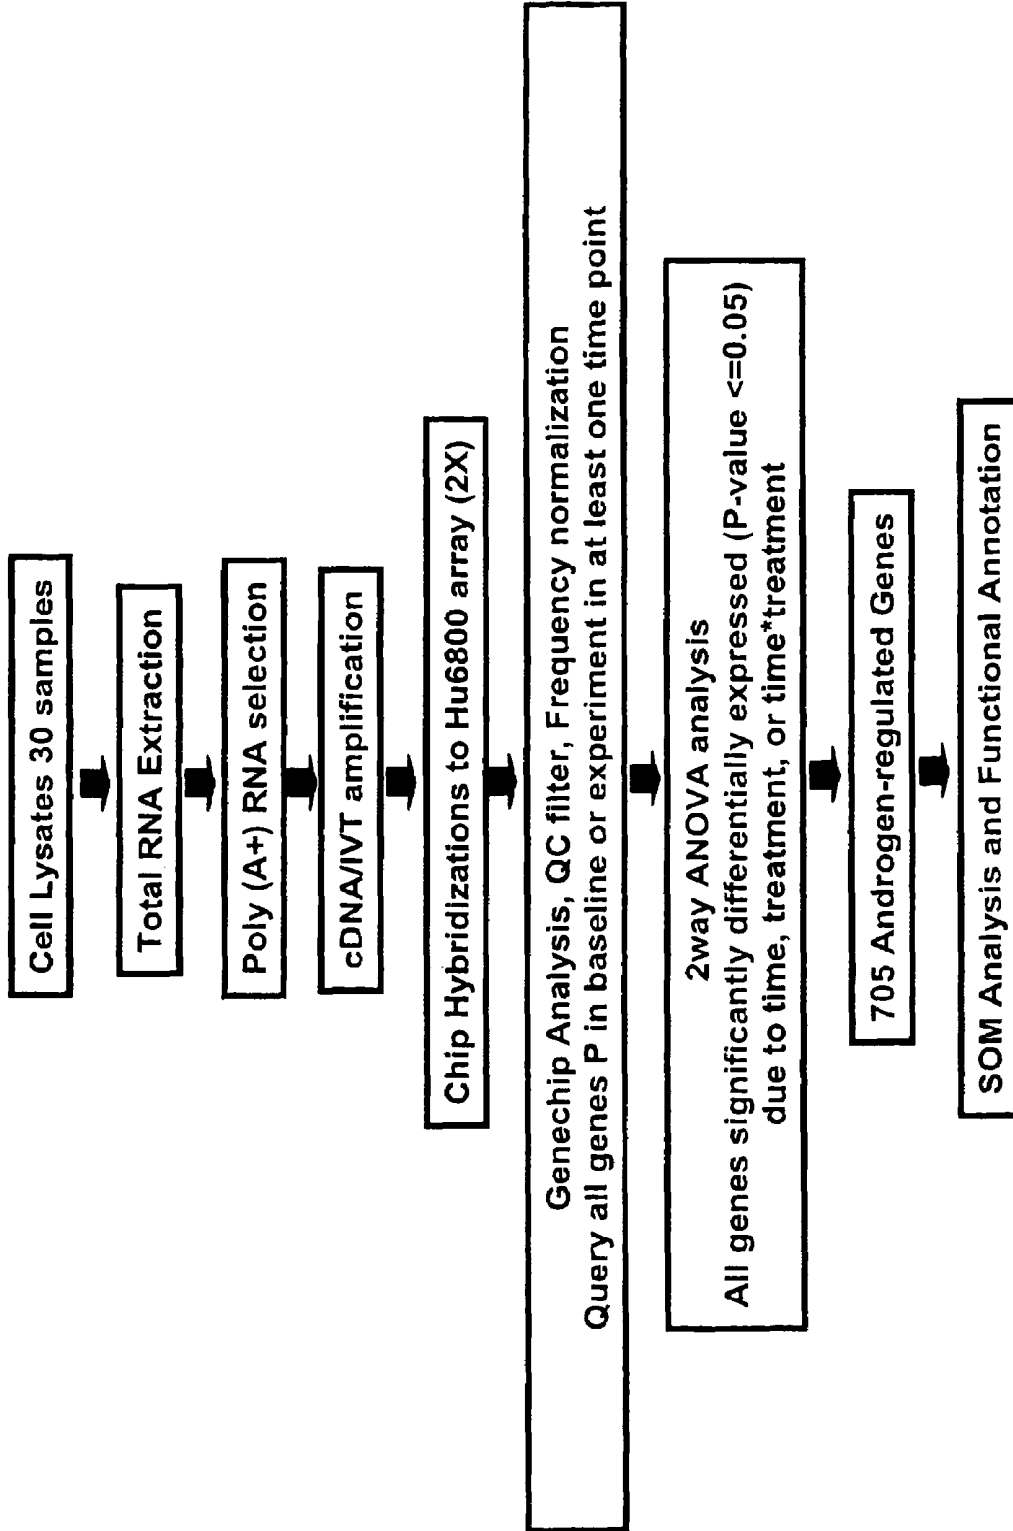 Cell Lysates 30 samples
Total RNA Extraction
Poly (A+) RNA selection
cDNA/IVT amplification
Chip Hybridizations to Hu6800 array (2X)
Genechip Analysis, QC filter, Frequency normalization
Query all genes P in baseline or experiment in at least one time point
2way ANOVA analysis
All genes significantly differentially expressed (P-value <=0.05)
due to time, treatment, or time*treatment
705 Androgen-regulated Genes
SOM Analysis and Functional Annotation